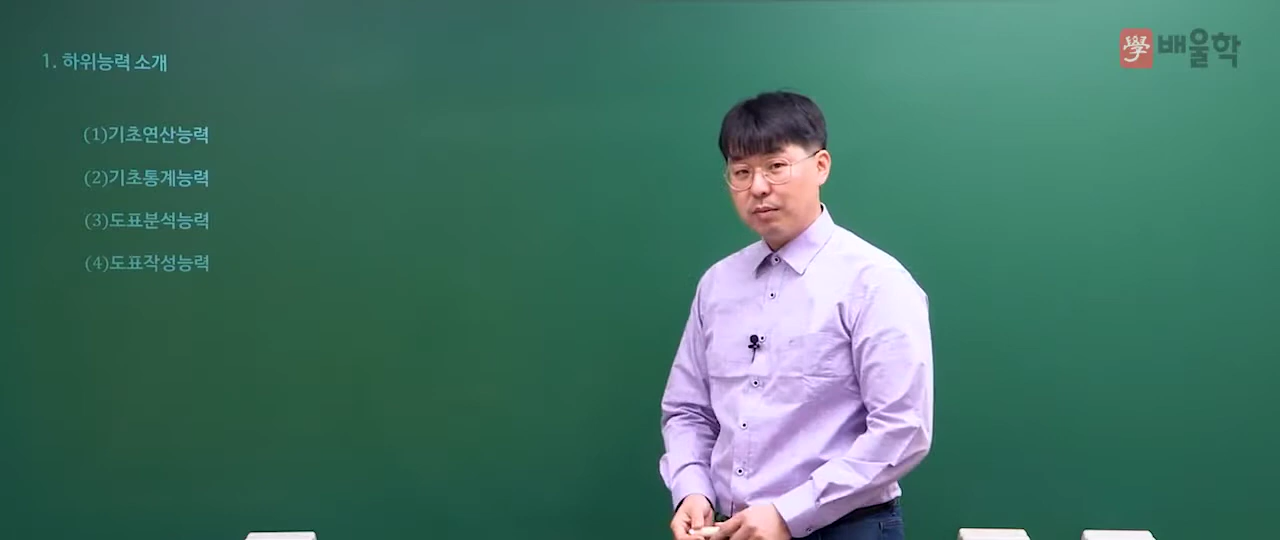 1. 하위능력 소개
(1)기초연산능력
(2)기초통계능력
(3)도표분석능력
(4)도표작성능력
學 배울학